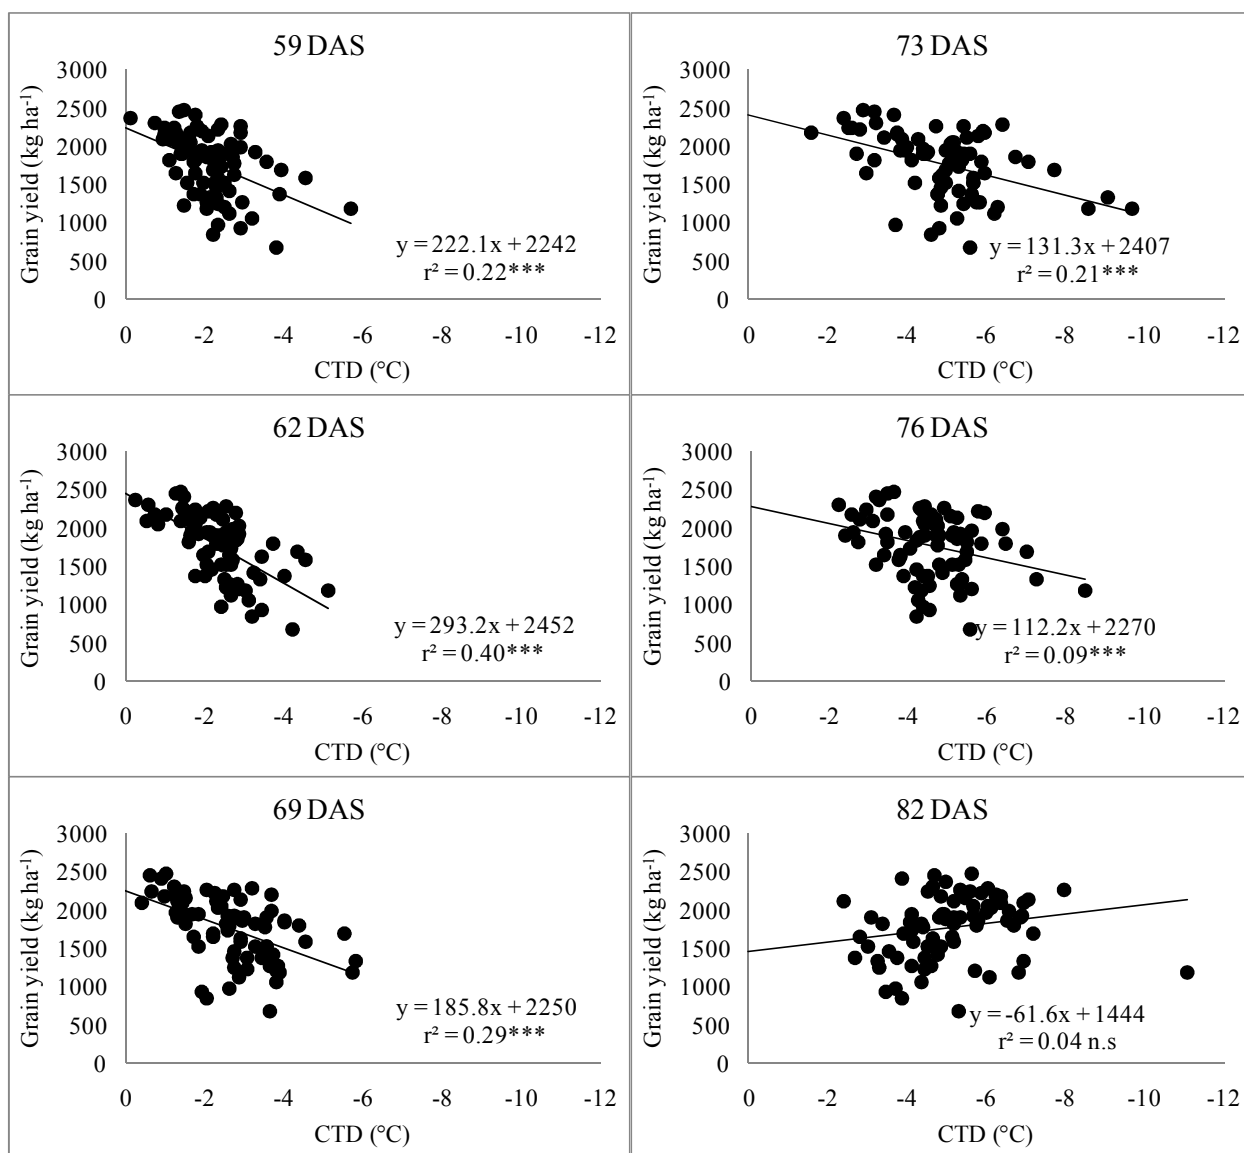 59 DAS
Grain yield (kg ha⁻¹)
3000
2500
2000
1500
1000
500
0
y = 222.1x + 2242
r² = 0.22***
0 -2 -4 -6 -8 -10 -12
CTD (°C)
73 DAS
Grain yield (kg ha⁻¹)
3000
2500
2000
1500
1000
500
0
y = 131.3x + 2407
r² = 0.21***
0 -2 -4 -6 -8 -10 -12
CTD (°C)
62 DAS
Grain yield (kg ha⁻¹)
3000
2500
2000
1500
1000
500
0
y = 293.2x + 2452
r² = 0.40***
0 -2 -4 -6 -8 -10 -12
CTD (°C)
76 DAS
Grain yield (kg ha⁻¹)
3000
2500
2000
1500
1000
500
0
y = 112.2x + 2270
r² = 0.09***
0 -2 -4 -6 -8 -10 -12
CTD (°C)
69 DAS
Grain yield (kg ha⁻¹)
3000
2500
2000
1500
1000
500
0
y = 185.8x + 2250
r² = 0.29***
0 -2 -4 -6 -8 -10 -12
CTD (°C)
82 DAS
Grain yield (kg ha⁻¹)
3000
2500
2000
1500
1000
500
0
y = -61.6x + 1444
r² = 0.04 n.s
0 -2 -4 -6 -8 -10 -12
CTD (°C)